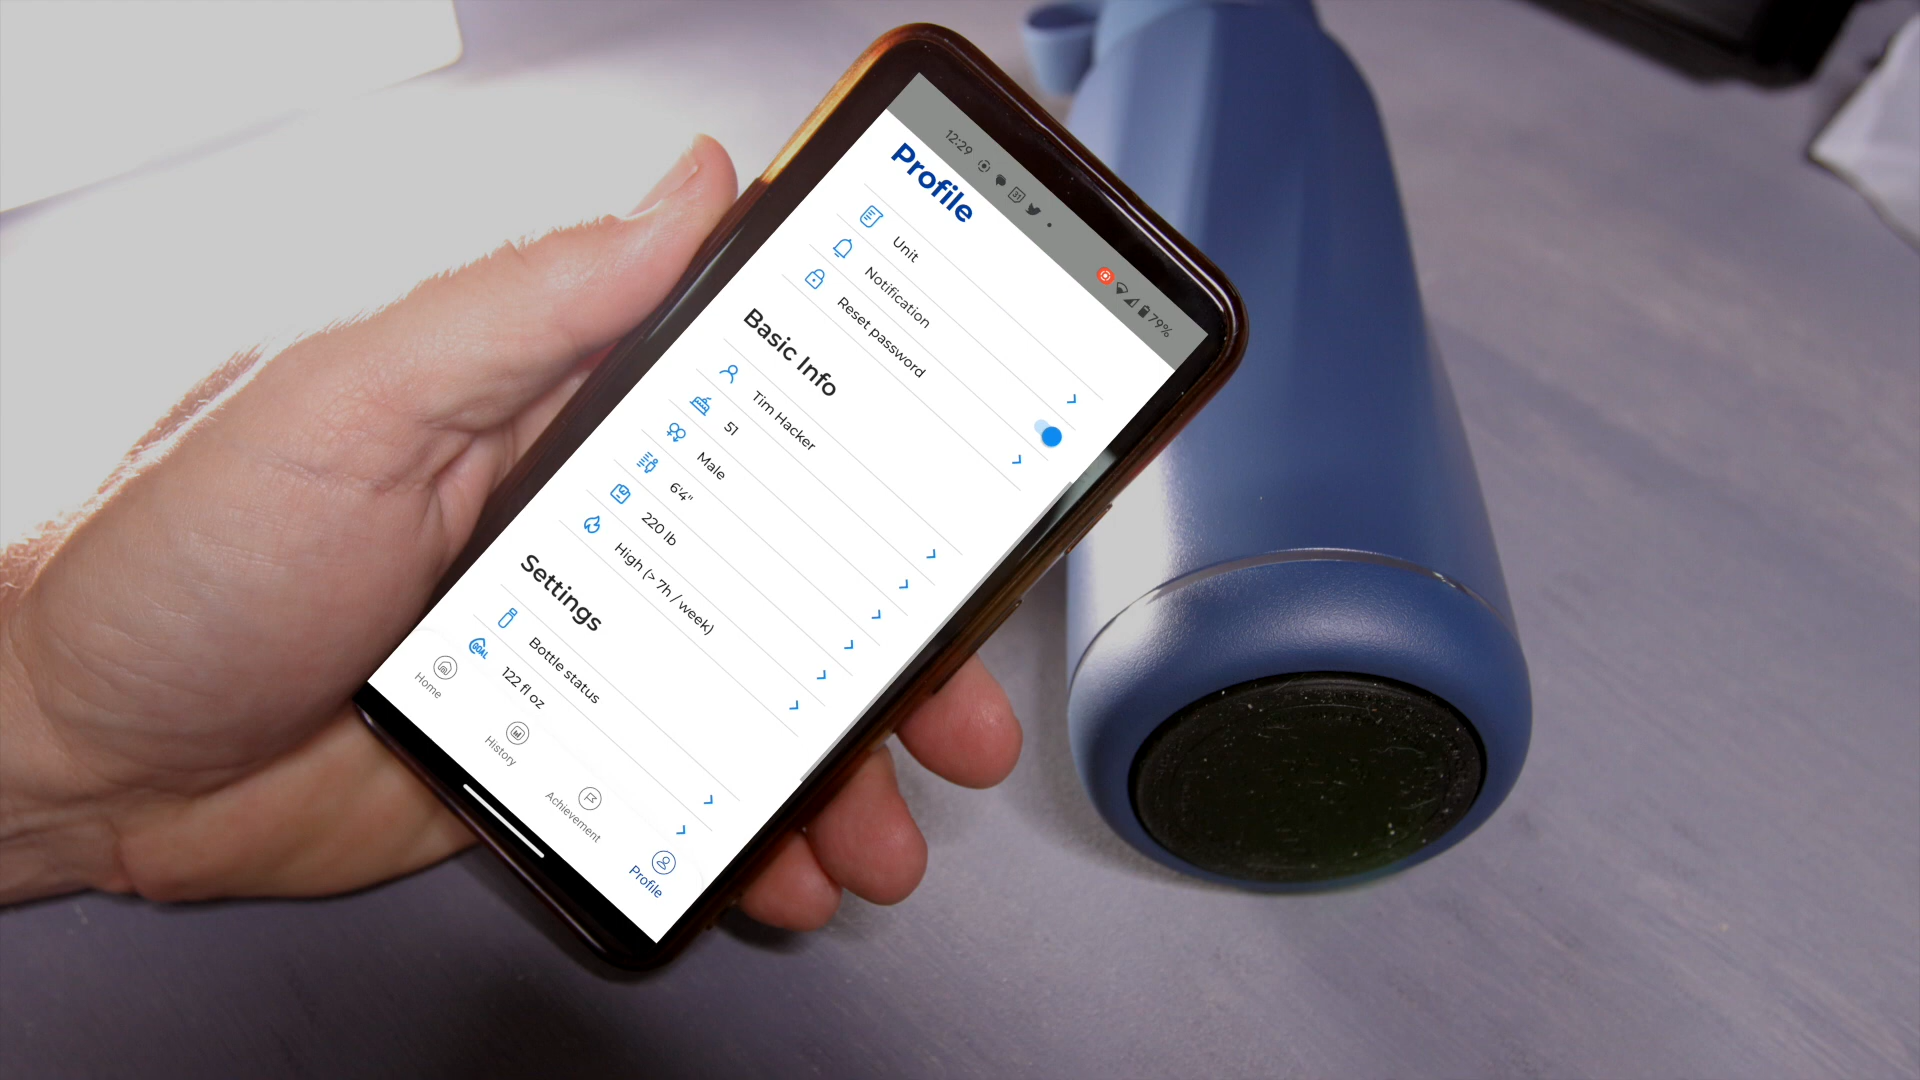 12:29
31
79%
Profile
Unit
Notification
Reset password
Basic Info
Tim Hacker
51
Male
6'4"
220 lb
High (> 7h / week)
Settings
Bottle status
GOAL
122 fl oz
Home
History
Achievement
Profile